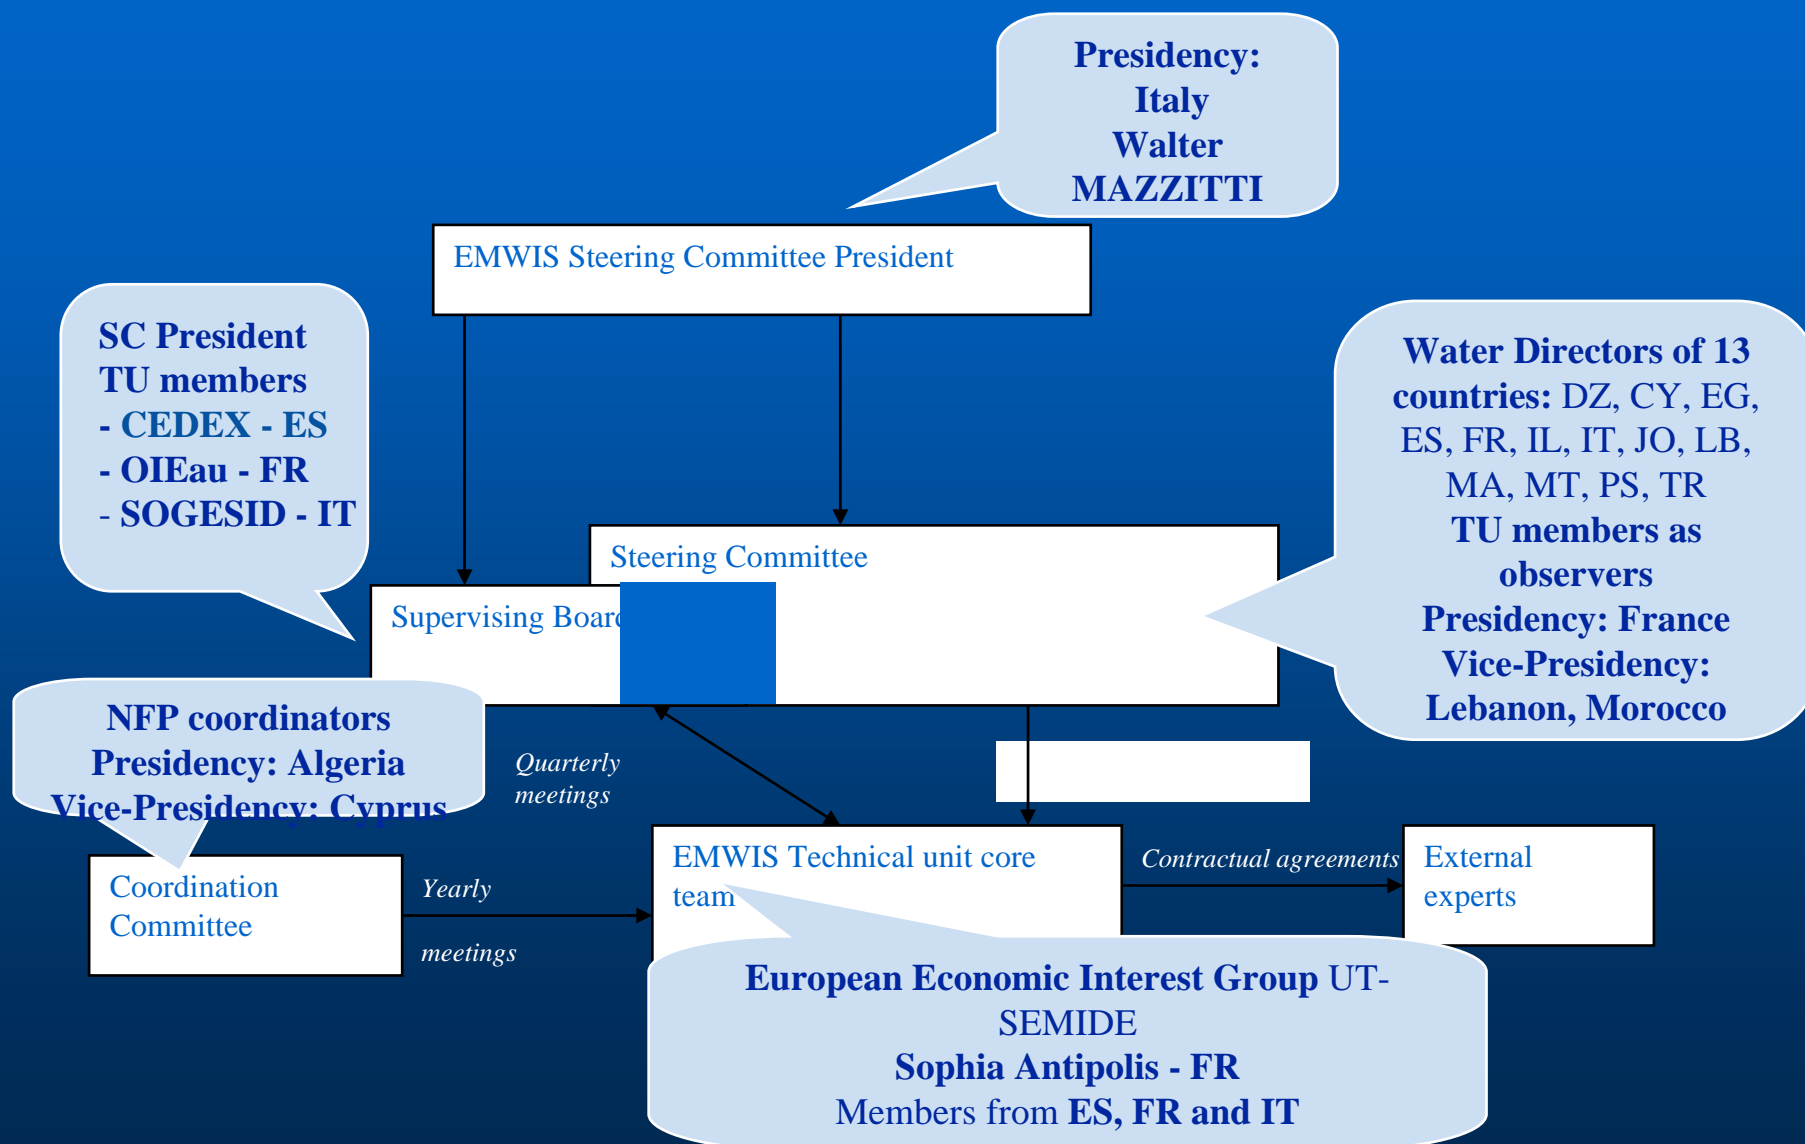 Presidency:
Italy
Walter
MAZZITTI
EMWIS Steering Committee President
SC President
TU members
- CEDEX - ES
- OIEau - FR
- SOGESID - IT
Water Directors of 13
countries: DZ, CY, EG,
ES, FR, IL, IT, JO, LB,
MA, MT, PS, TR
TU members as
observers
Presidency: France
Vice-Presidency:
Lebanon, Morocco
Steering Committee
Supervising Board
NFP coordinators
Presidency: Algeria
Vice-Presidency: Cyprus
Quarterly
meetings
Coordination
Committee
Yearly
meetings
EMWIS Technical unit core
team
Contractual agreements
External
experts
European Economic Interest Group UT-
SEMIDE
Sophia Antipolis - FR
Members from ES, FR and IT